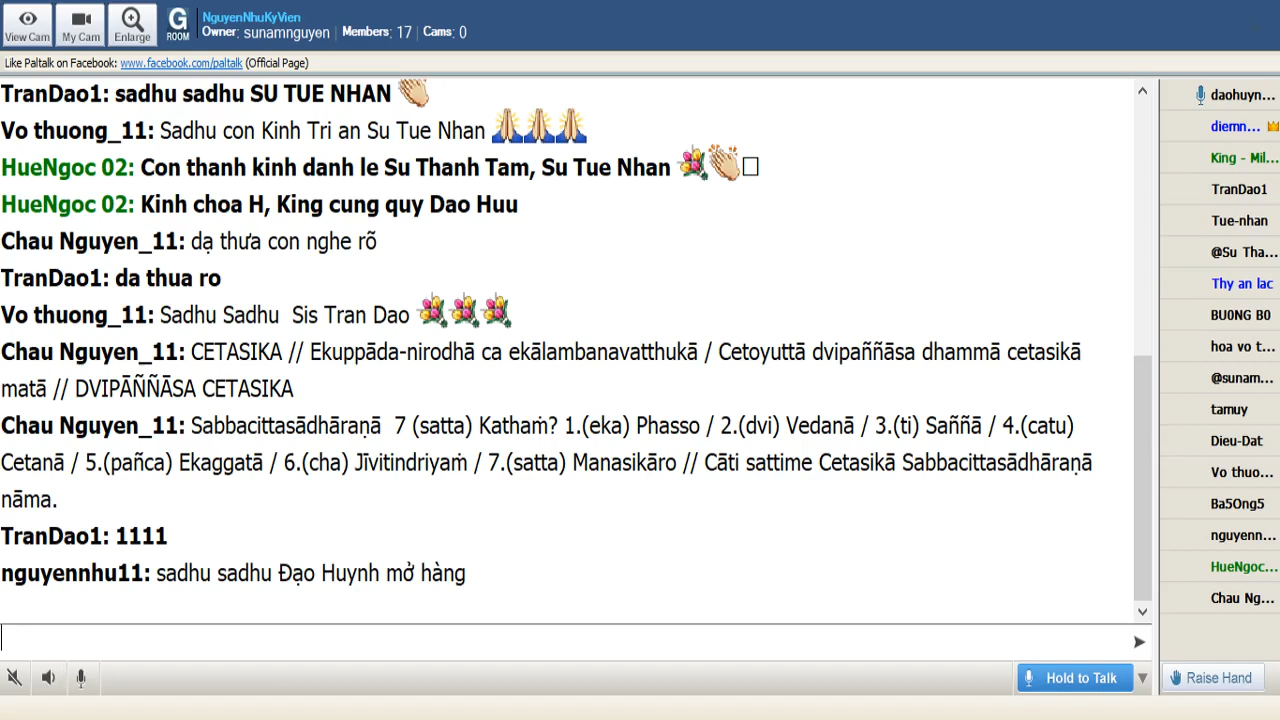 NguyenNhuKyVien
Owner: sunamnguyen | Members: 17 | Cams: 0
View Cam
My Cam
Enlarge
G
ROOM
Like Paltalk on Facebook: www.facebook.com/paltalk (Official Page)
TranDao1: sadhu sadhu SU TUE NHAN
Vo thuong_11: Sadhu con Kinh Tri an Su Tue Nhan
HueNgoc 02: Con thanh kinh danh le Su Thanh Tam, Su Tue Nhan
HueNgoc 02: Kinh choa H, King cung quy Dao Huu
Chau Nguyen_11: dạ thưa con nghe rõ
TranDao1: da thua ro
Vo thuong_11: Sadhu Sadhu Sis Tran Dao
Chau Nguyen_11: CETASIKA // Ekuppāda-nirodhā ca ekālambanavatthukā / Cetoyuttā dvipaññāsa dhammā cetasikā
matā // DVIPĀÑÑĀSA CETASIKA
Chau Nguyen_11: Sabbacittasādhāraṇā 7 (satta) Kathaṁ? 1.(eka) Phasso / 2.(dvi) Vedanā / 3.(ti) Saññā / 4.(catu)
Cetanā / 5.(pañca) Ekaggatā / 6.(cha) Jīvitindriyaṁ / 7.(satta) Manasikāro // Cāti sattime Cetasikā Sabbacittasādhāraṇā
nāma.
TranDao1: 1111
nguyennhu11: sadhu sadhu Đạo Huynh mở hàng
daohuyn...
diemn...
King - Mil...
TranDao1
Tue-nhan
@Su Tha...
Thy an lac
BU0NG B0
hoa vo t...
@sunam...
tamuy
Dieu-Dat
Vo thuo...
Ba5Ong5
nguyenn...
HueNgoc...
Chau Ng...
Hold to Talk
Raise Hand